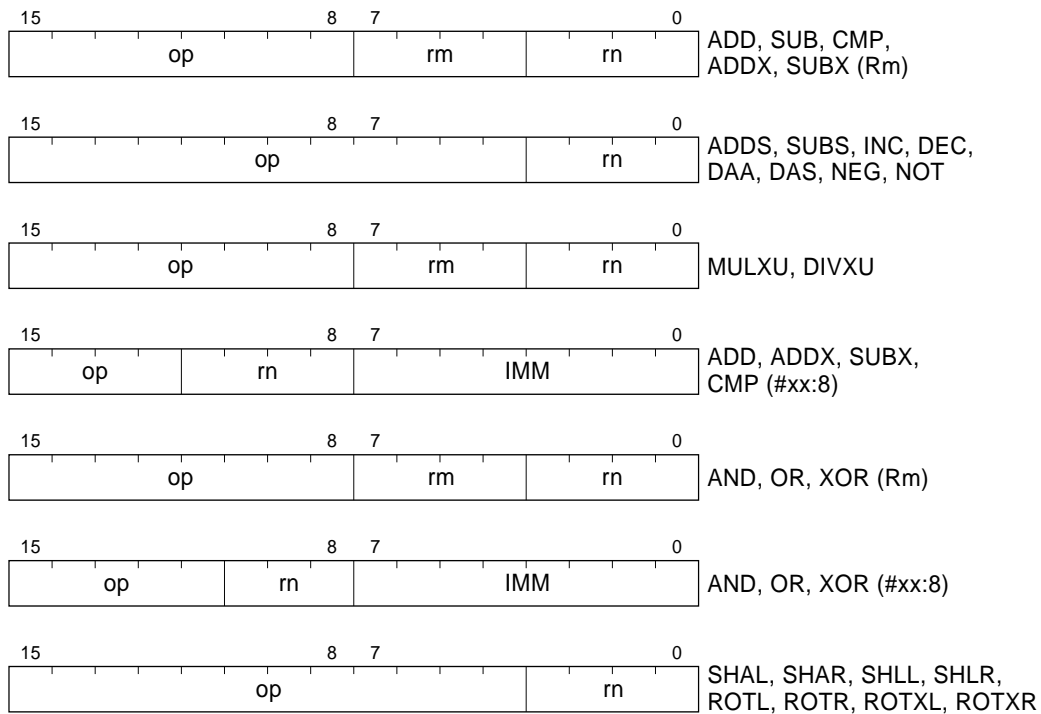 15 8 7 0
op rm rn
ADD, SUB, CMP,
ADDX, SUBX (Rm)
15 8 7 0
op rn
ADDS, SUBS, INC, DEC,
DAA, DAS, NEG, NOT
15 8 7 0
op rm rn
MULXU, DIVXU
15 8 7 0
op rn IMM
ADD, ADDX, SUBX,
CMP (#xx:8)
15 8 7 0
op rm rn
AND, OR, XOR (Rm)
15 8 7 0
op rn IMM
AND, OR, XOR (#xx:8)
15 8 7 0
op rn
SHAL, SHAR, SHLL, SHLR,
ROTL, ROTR, ROTXL, ROTXR